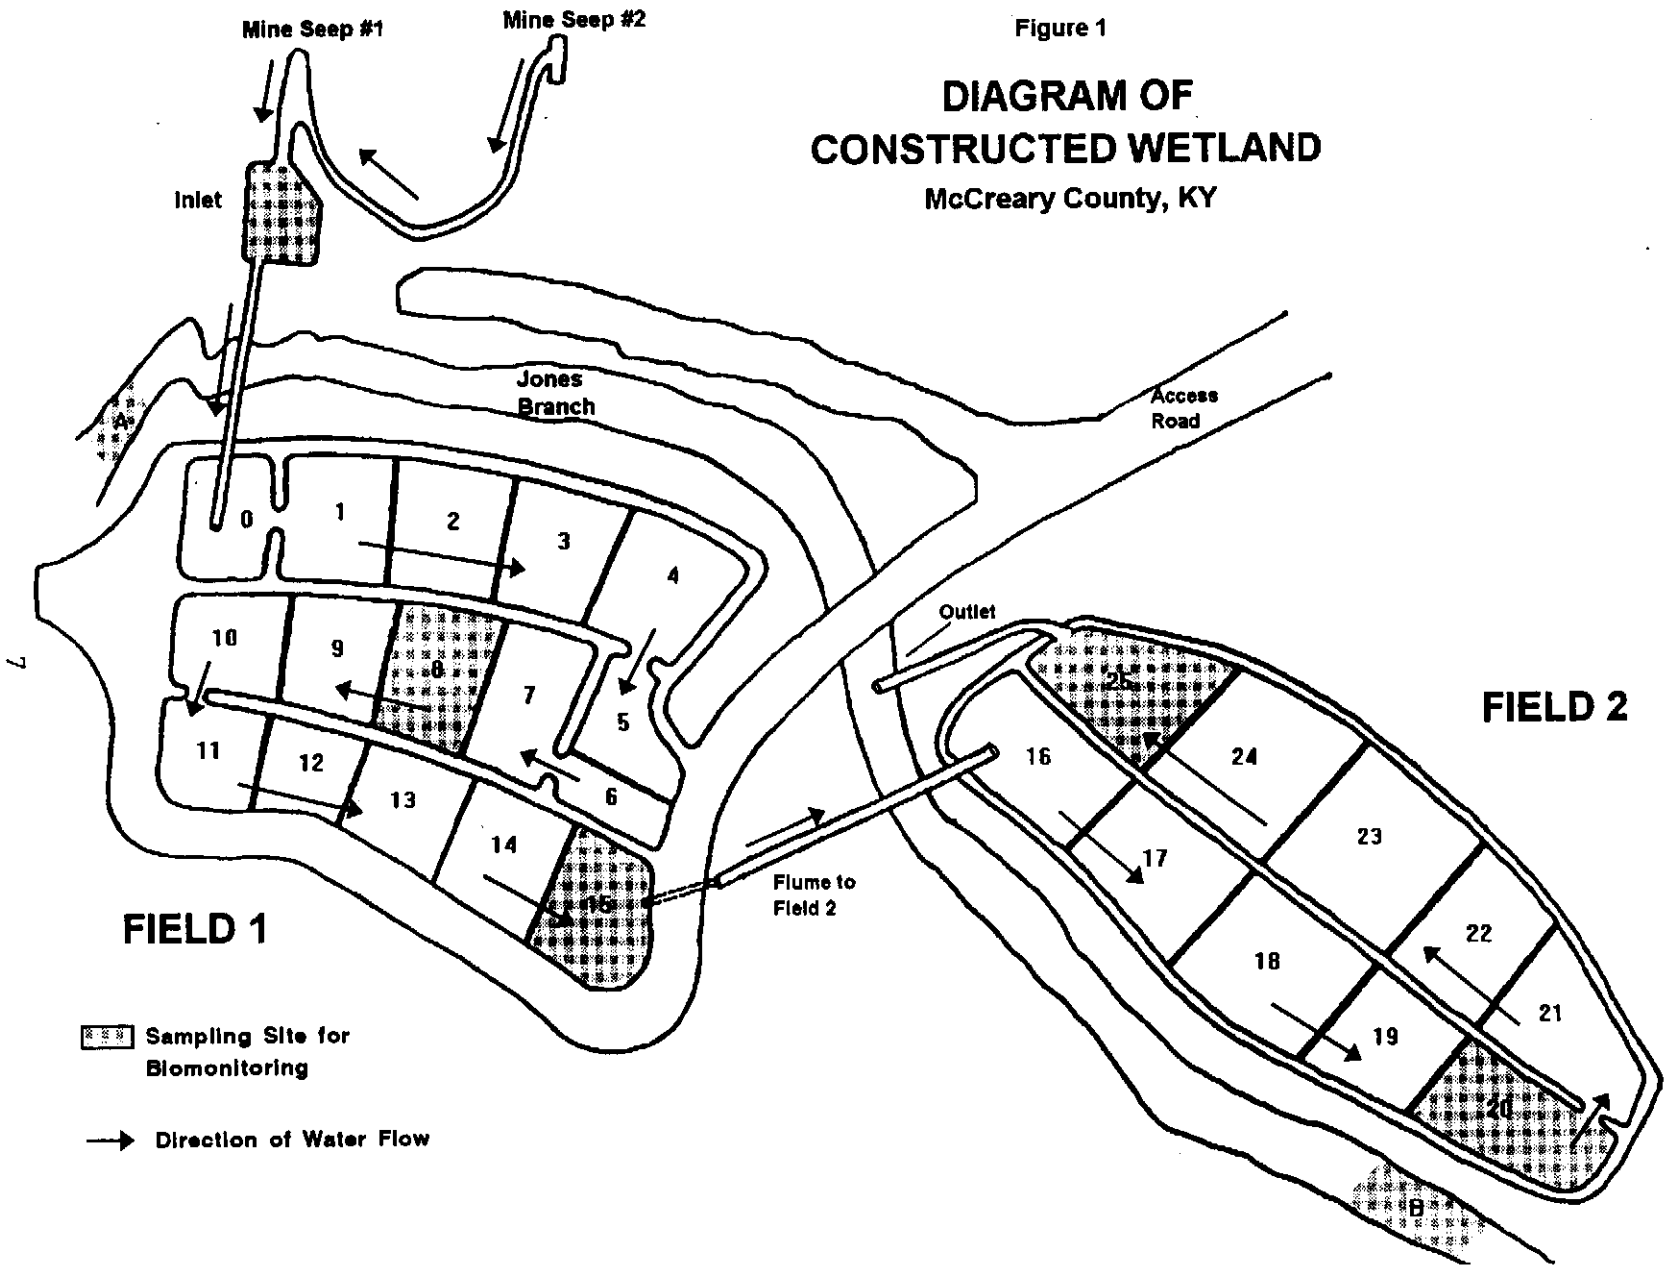 Mine Seep #1
Mine Seep #2
Figure 1
DIAGRAM OF
CONSTRUCTED WETLAND
McCreary County, KY
Inlet
Jones
Branch
Access
Road
A
0
1
2
3
4
10
9
8
7
5
6
11
12
13
14
15
Outlet
25
16
24
17
23
18
22
19
21
20
B
FIELD 2
Flume to
Field 2
FIELD 1
7
Sampling Site for
Biomonitoring
Direction of Water Flow